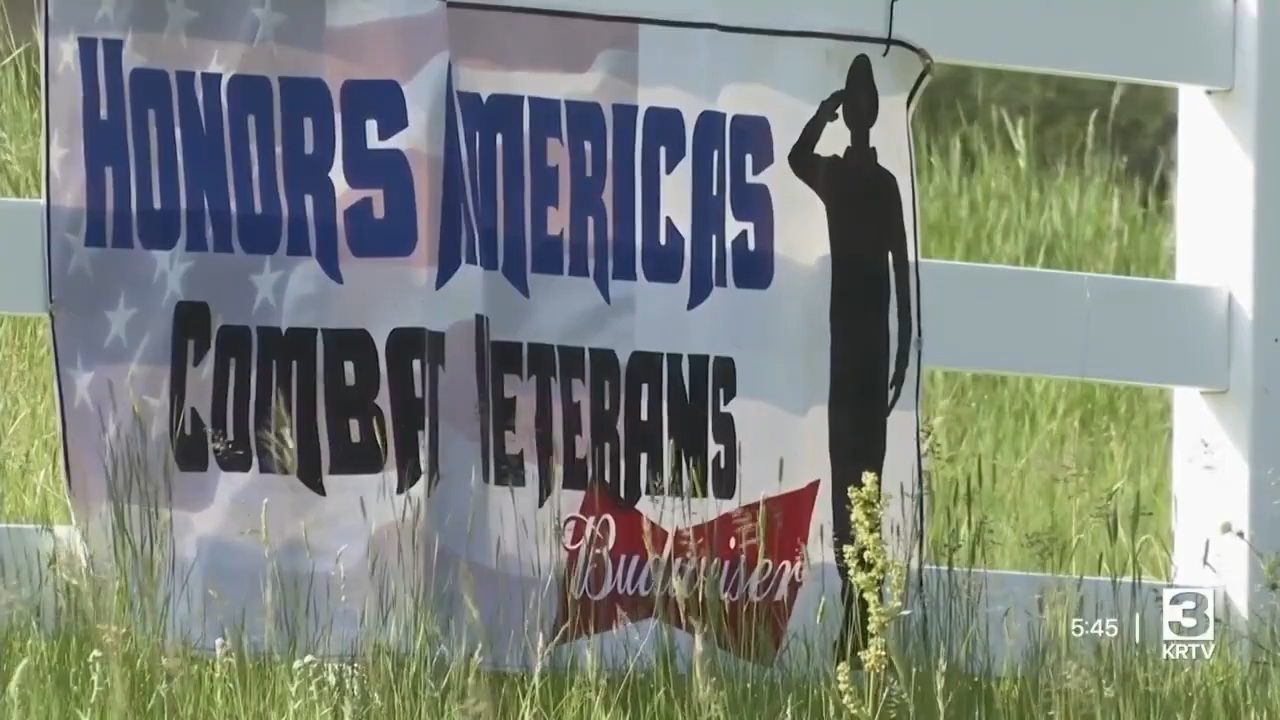 HONORS AMERICAS
COMBAT VETERANS
Budweiser
5:45 | 3
KRTV